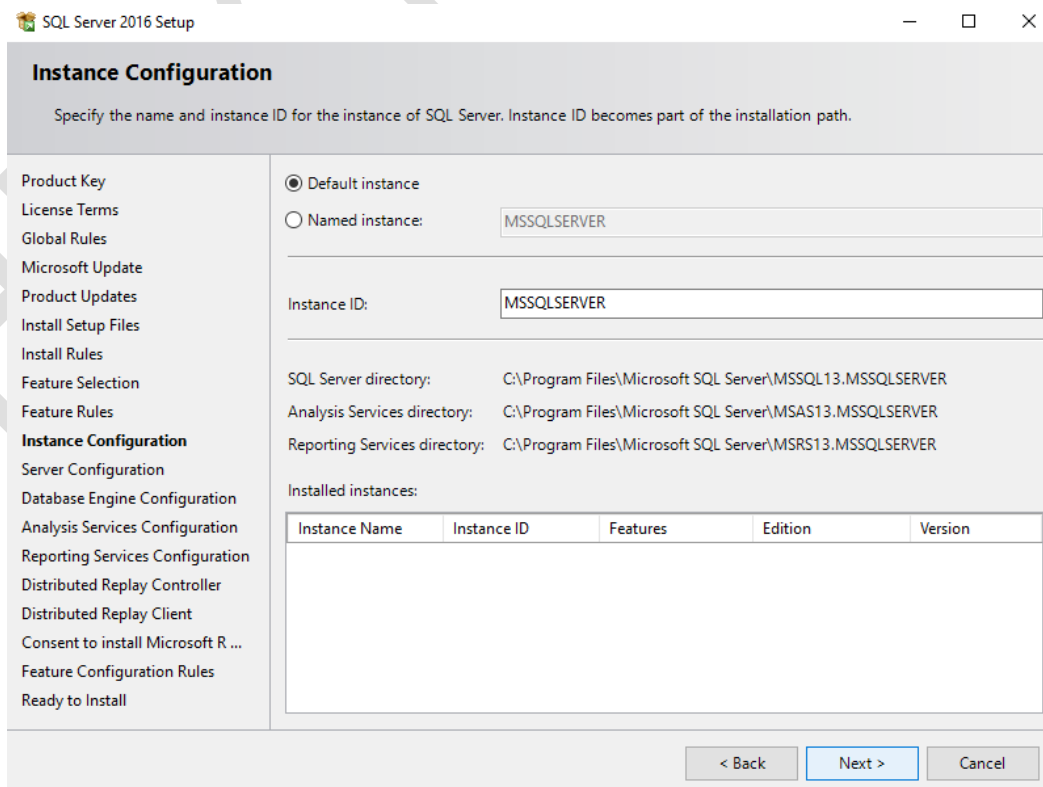 SQL Server 2016 Setup
Instance Configuration
Specify the name and instance ID for the instance of SQL Server. Instance ID becomes part of the installation path.
Product Key
License Terms
Global Rules
Microsoft Update
Product Updates
Install Setup Files
Install Rules
Feature Selection
Feature Rules
Instance Configuration
Server Configuration
Database Engine Configuration
Analysis Services Configuration
Reporting Services Configuration
Distributed Replay Controller
Distributed Replay Client
Consent to install Microsoft R ...
Feature Configuration Rules
Ready to Install
Default instance
Named instance: MSSQLSERVER
Instance ID: MSSQLSERVER
SQL Server directory: C:\Program Files\Microsoft SQL Server\MSSQL13.MSSQLSERVER
Analysis Services directory: C:\Program Files\Microsoft SQL Server\MSAS13.MSSQLSERVER
Reporting Services directory: C:\Program Files\Microsoft SQL Server\MSRS13.MSSQLSERVER
Installed instances:
Instance Name Instance ID Features Edition Version
< Back Next > Cancel